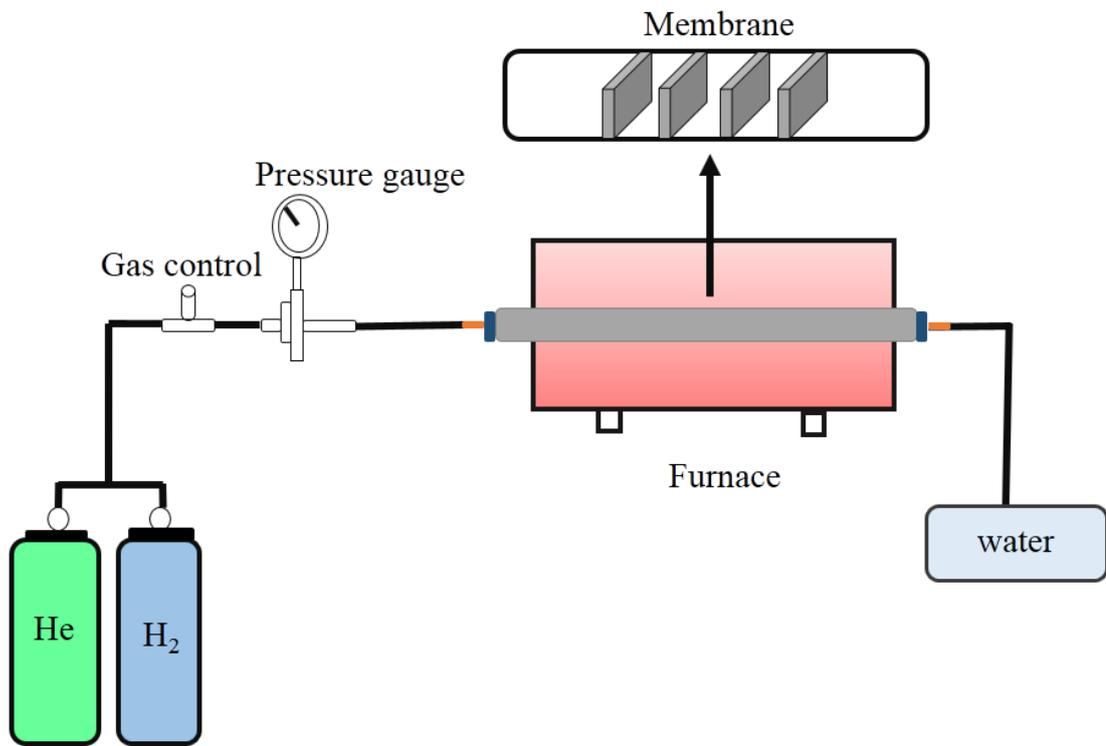 Membrane
Pressure gauge
Gas control
Furnace
water
He
H₂